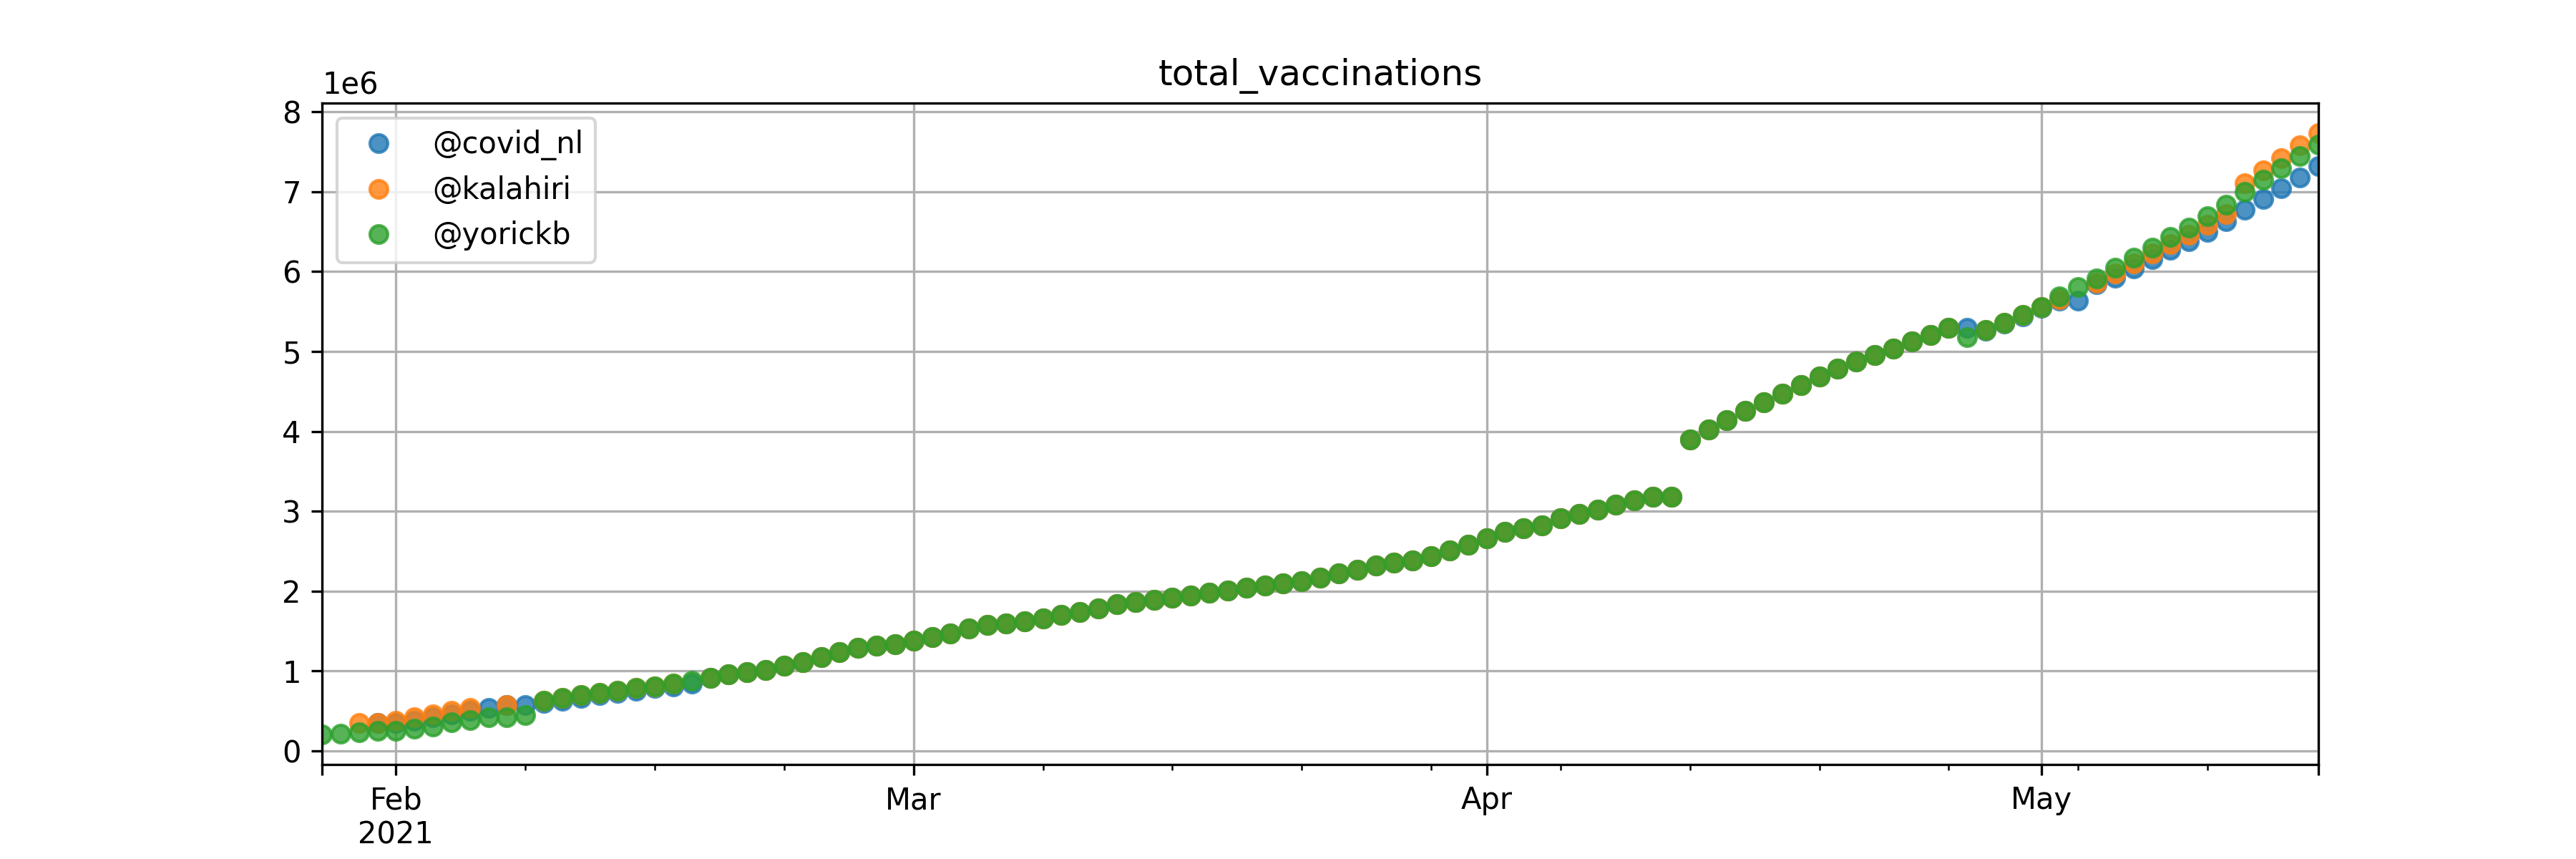 total_vaccinations
1e6
8
7
6
5
4
3
2
1
0
@covid_nl
@kalahiri
@yorickb
Feb
2021
Mar
Apr
May